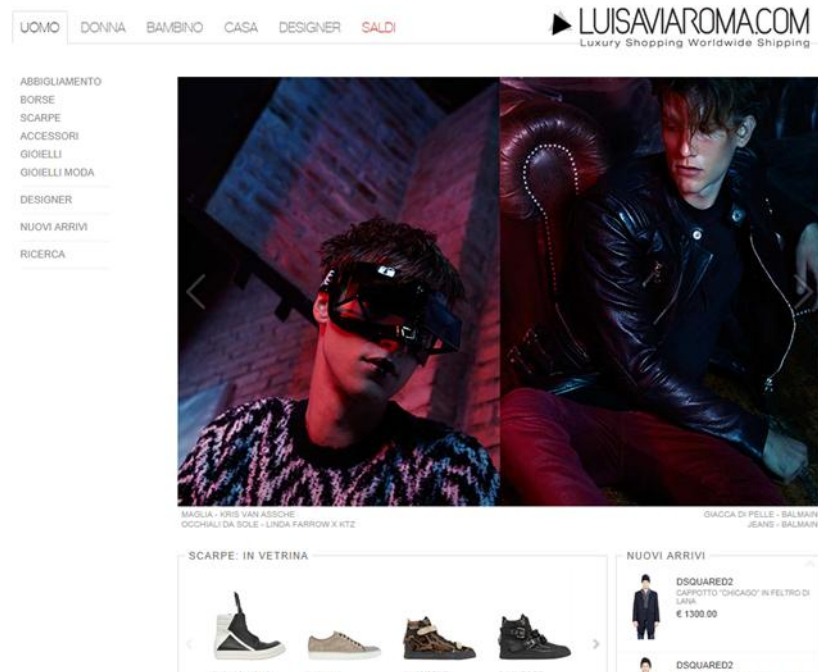 UOMO DONNA BAMBINO CASA DESIGNER SALDI
LUISAVIAROMA.COM
Luxury Shopping Worldwide Shipping
ABBIGLIAMENTO
BORSE
SCARPE
ACCESSORI
GIOIELLI
GIOIELLI MODA
DESIGNER
NUOVI ARRIVI
RICERCA
MAGLIA - KRIS VAN ASSCHE
OCCHIALI DA SOLE - LINDA FARROW X KTZ
GIACCA DI PELLE - BALMAIN
JEANS - BALMAIN
SCARPE: IN VETRINA
NUOVI ARRIVI
DSQUARED2
CAPPOTTO "CHICAGO" IN FELTRO DI
LANA
€ 1300.00
DSQUARED2